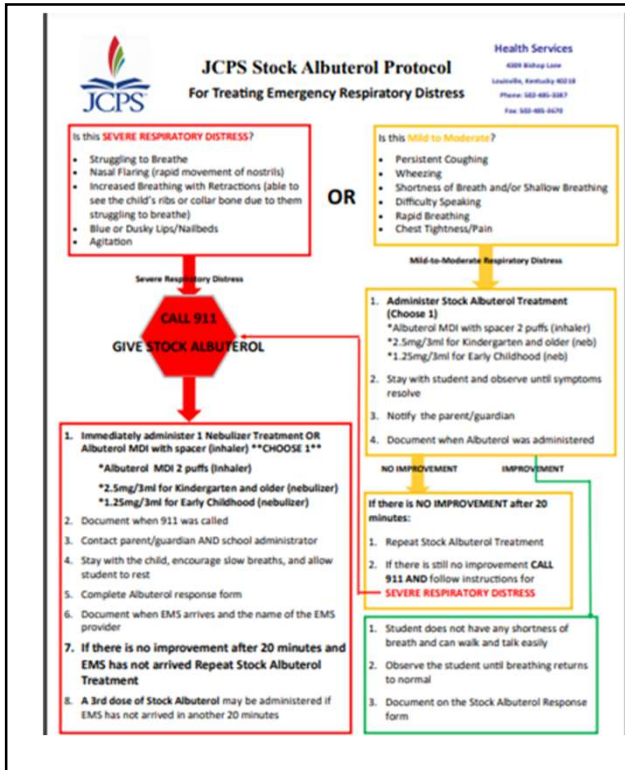 JCPS
JCPS Stock Albuterol Protocol
For Treating Emergency Respiratory Distress
Health Services
4309 Bishop Lane
Louisville, Kentucky 40218
Phone: 502-485-3387
Fax: 502-485-3670
Is this SEVERE RESPIRATORY DISTRESS?
• Struggling to Breathe
• Nasal Flaring (rapid movement of nostrils)
• Increased Breathing with Retractions (able to
see the child's ribs or collar bone due to them
struggling to breathe)
• Blue or Dusky Lips/Nailbeds
• Agitation
OR
Is this Mild to Moderate?
• Persistent Coughing
• Wheezing
• Shortness of Breath and/or Shallow Breathing
• Difficulty Speaking
• Rapid Breathing
• Chest Tightness/Pain
Severe Respiratory Distress
CALL 911
GIVE STOCK ALBUTEROL
1. Immediately administer 1 Nebulizer Treatment OR
Albuterol MDI with spacer (inhaler) **CHOOSE 1**
*Albuterol MDI 2 puffs (Inhaler)
*2.5mg/3ml for Kindergarten and older (nebulizer)
*1.25mg/3ml for Early Childhood (nebulizer)
2. Document when 911 was called
3. Contact parent/guardian AND school administrator
4. Stay with the child, encourage slow breaths, and allow
student to rest
5. Complete Albuterol response form
6. Document when EMS arrives and the name of the EMS
provider
7. If there is no improvement after 20 minutes and
EMS has not arrived Repeat Stock Albuterol
Treatment
8. A 3rd dose of Stock Albuterol may be administered if
EMS has not arrived in another 20 minutes
Mild-to-Moderate Respiratory Distress
1. Administer Stock Albuterol Treatment
(Choose 1)
*Albuterol MDI with spacer 2 puffs (inhaler)
*2.5mg/3ml for Kindergarten and older (neb)
*1.25mg/3ml for Early Childhood (neb)
2. Stay with student and observe until symptoms
resolve
3. Notify the parent/guardian
4. Document when Albuterol was administered
NO IMPROVEMENT
IMPROVEMENT
If there is NO IMPROVEMENT after 20
minutes:
1. Repeat Stock Albuterol Treatment
2. If there is still no improvement CALL
911 AND follow instructions for
SEVERE RESPIRATORY DISTRESS
1. Student does not have any shortness of
breath and can walk and talk easily
2. Observe the student until breathing returns
to normal
3. Document on the Stock Albuterol Response
form